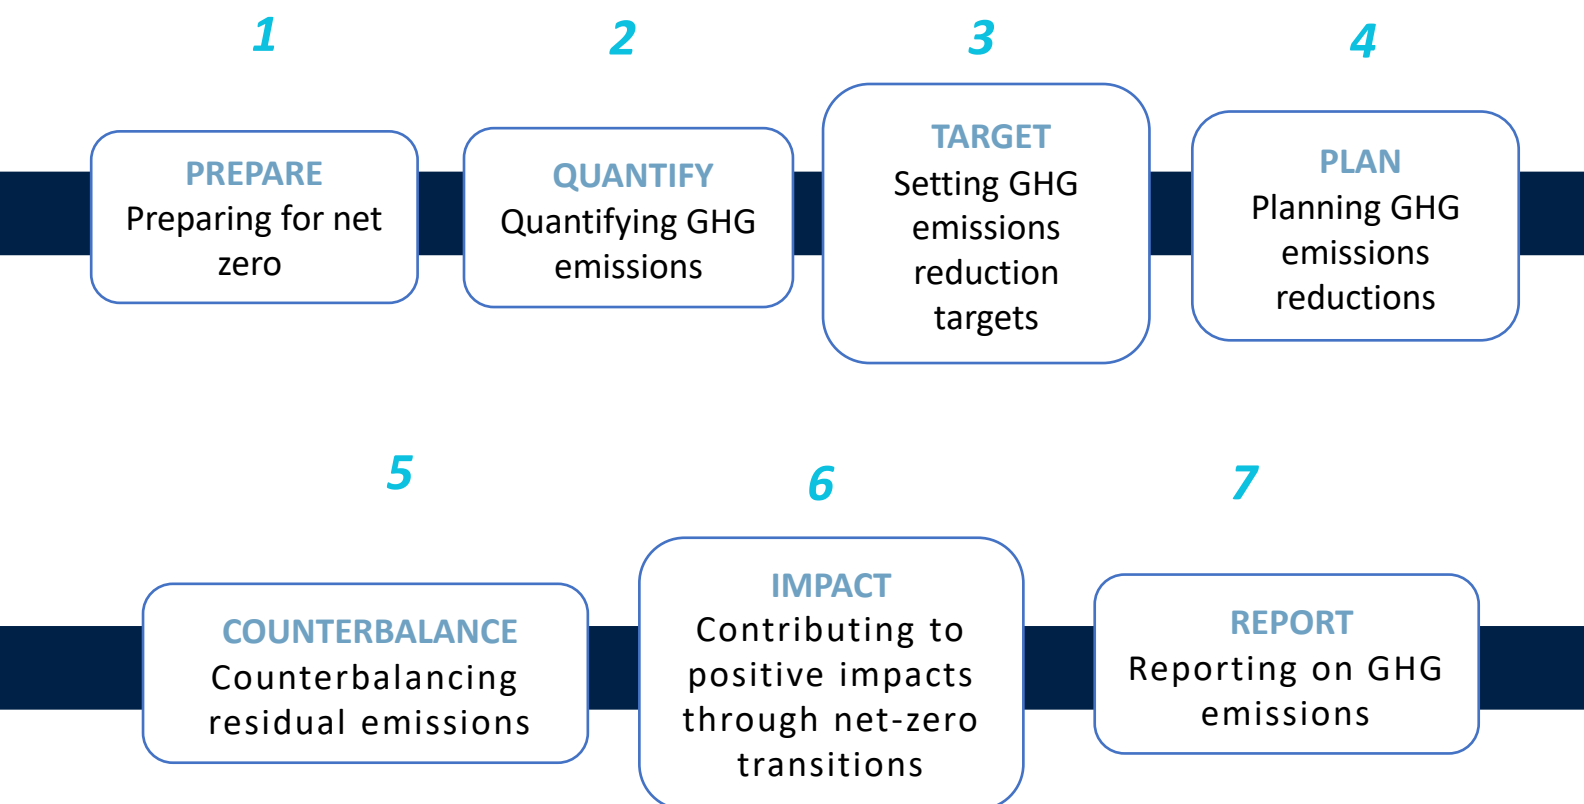 1
PREPARE
Preparing for net
zero
2
QUANTIFY
Quantifying GHG
emissions
3
TARGET
Setting GHG
emissions
reduction
targets
4
PLAN
Planning GHG
emissions
reductions
5
COUNTERBALANCE
Counterbalancing
residual emissions
6
IMPACT
Contributing to
positive impacts
through net-zero
transitions
7
REPORT
Reporting on GHG
emissions